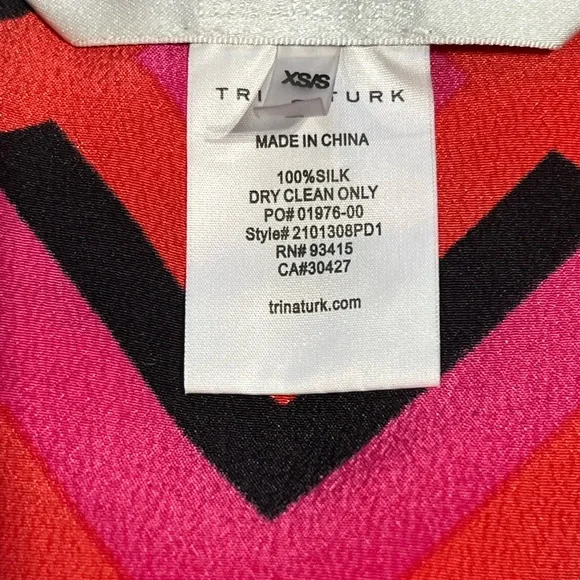 XS/S
TRI TURK
MADE IN CHINA
100%SILK
DRY CLEAN ONLY
PO# 01976-00
Style# 2101308PD1
RN# 93415
CA#30427
trinaturk.com